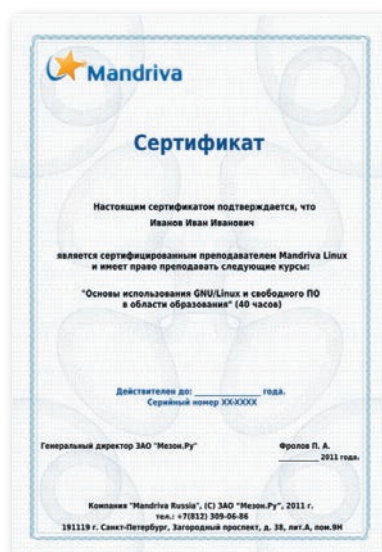 Mandriva
Сертификат
Настоящим сертификатом подтверждается, что
Иванов Иван Иванович
является сертифицированным преподавателем Mandriva Linux
и имеет право преподавать следующие курсы:
"Основы использования GNU/Linux и свободного ПО
в области образования" (40 часов)
Действителен до: ______________ года.
Серийный номер XX-XXXX
Генеральный директор ЗАО "Мезон.Ру" Фролов П. А.
________ 2011 года.
Компания "Mandriva Russia", (C) ЗАО "Мезон.Ру", 2011 г.
тел.: +7(812) 309-06-86
191119 г. Санкт-Петербург, Загородный проспект, д. 38, лит.А, пом.9Н